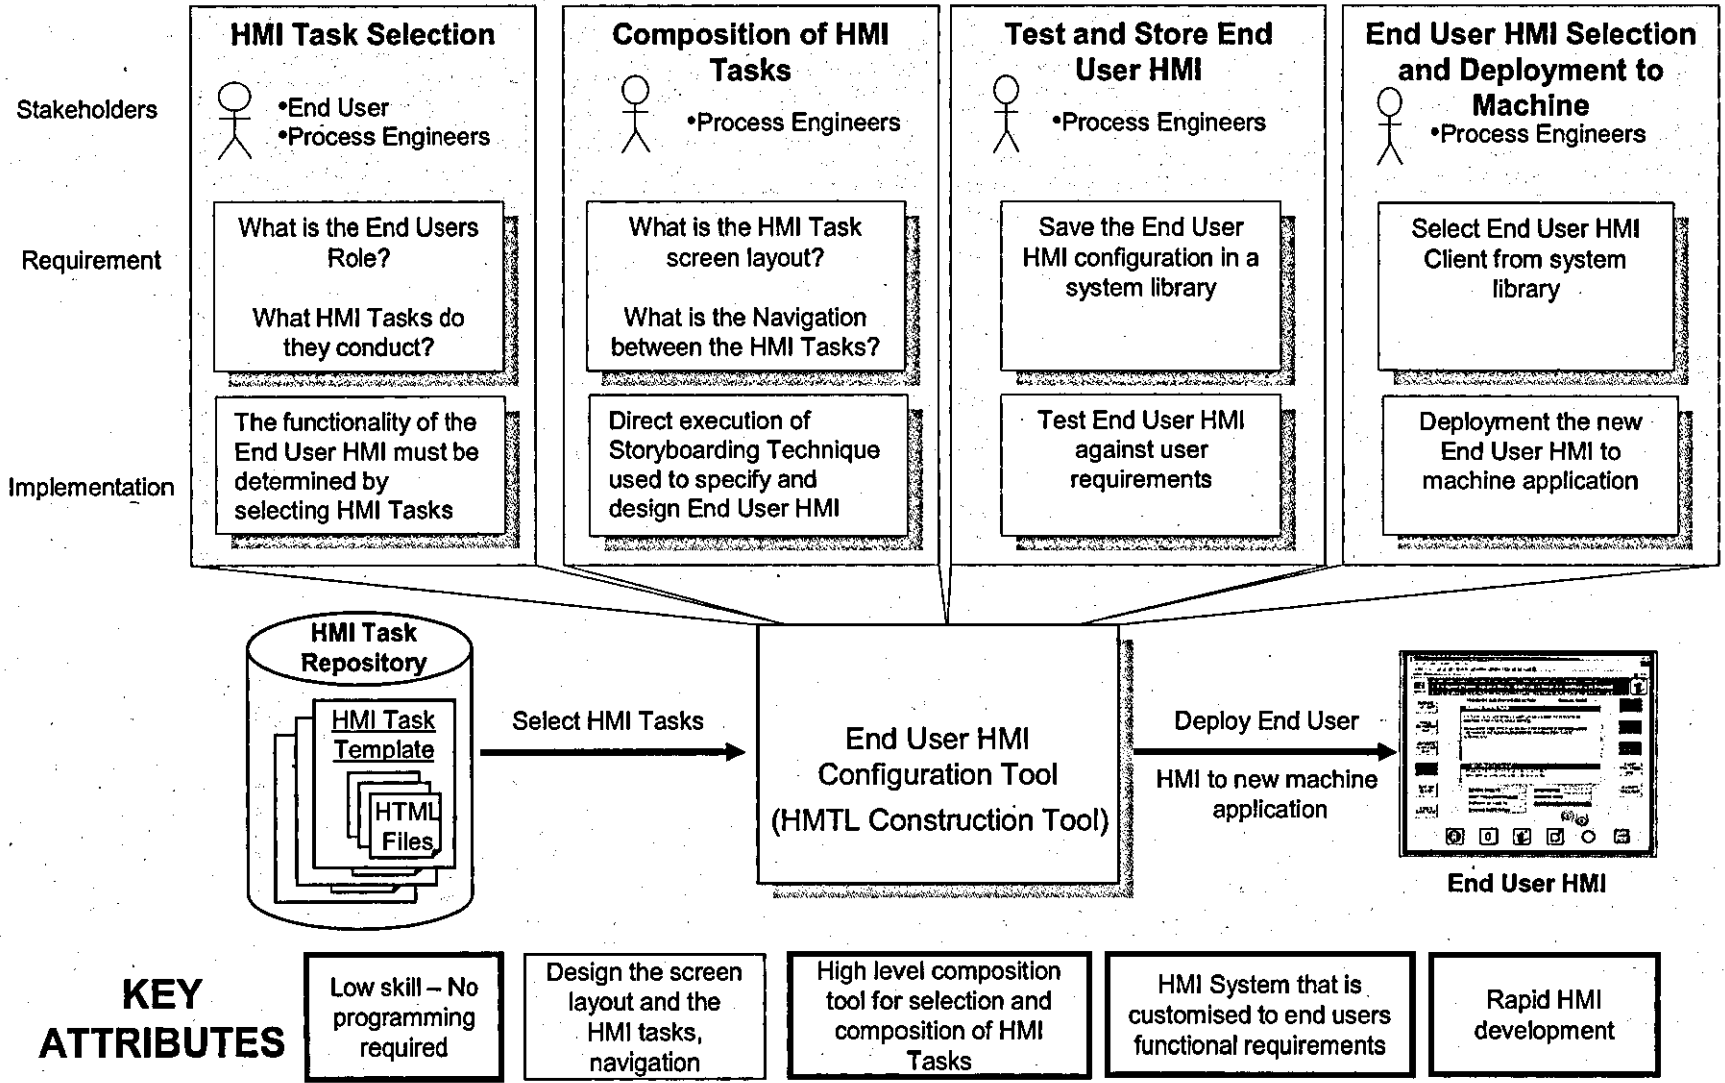 HMI Task Selection
•End User
•Process Engineers
Composition of HMI
Tasks
•Process Engineers
Test and Store End
User HMI
•Process Engineers
End User HMI Selection
and Deployment to
Machine
•Process Engineers
Stakeholders
Requirement
What is the End Users
Role?
What HMI Tasks do
they conduct?
What is the HMI Task
screen layout?
What is the Navigation
between the HMI Tasks?
Save the End User
HMI configuration in a
system library
Select End User HMI
Client from system
library
Implementation
The functionality of the
End User HMI must be
determined by
selecting HMI Tasks
Direct execution of
Storyboarding Technique
used to specify and
design End User HMI
Test End User HMI
against user
requirements
Deployment the new
End User HMI to
machine application
HMI Task
Repository
HMI Task
Template
HTML
Files
Select HMI Tasks
End User HMI
Configuration Tool
(HMTL Construction Tool)
Deploy End User
HMI to new machine
application
End User HMI
KEY
ATTRIBUTES
Low skill – No
programming
required
Design the screen
layout and the
HMI tasks,
navigation
High level composition
tool for selection and
composition of HMI
Tasks
HMI System that is
customised to end users
functional requirements
Rapid HMI
development